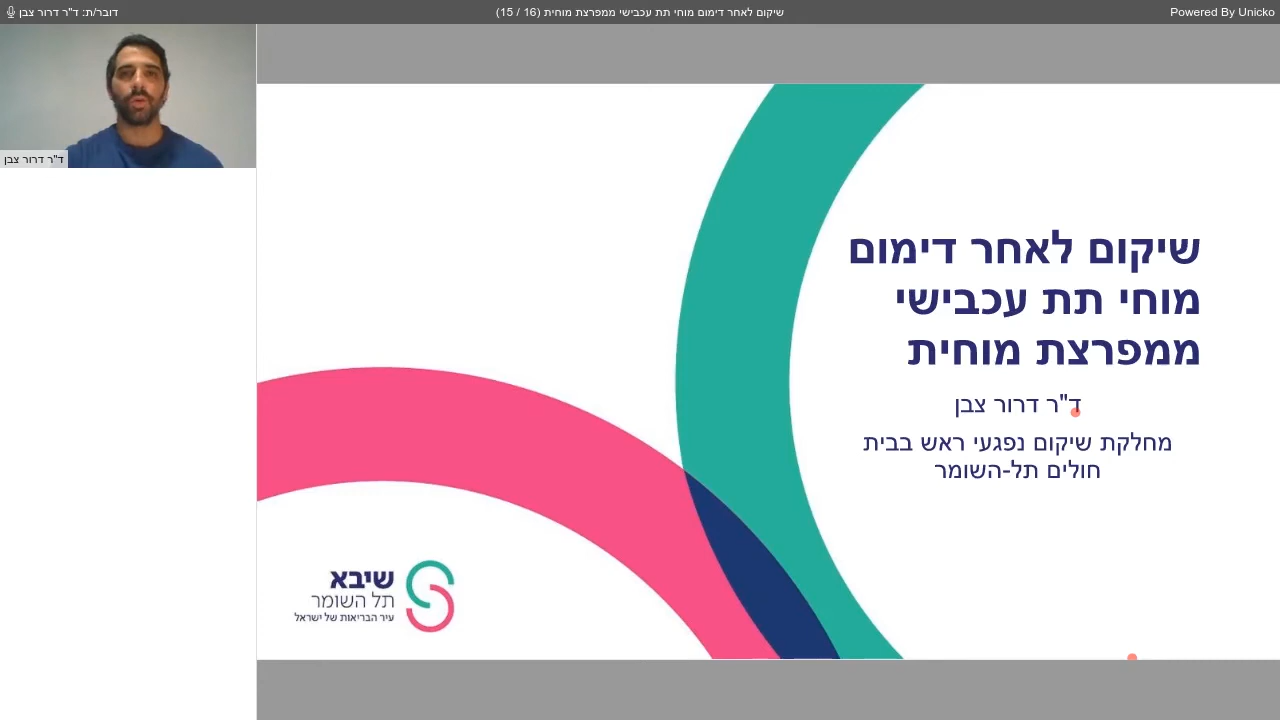 דובר/ת: ד"ר דרור צבן
שיקום לאחר דימום מוחי תת עכבישי ממפרצת מוחית (16 / 15)
Powered By Unicko
ד"ר דרור צבן
שיקום לאחר דימום
מוחי תת עכבישי
ממפרצת מוחית
ד"ר דרור צבן
מחלקת שיקום נפגעי ראש בבית
חולים תל-השומר
שיבא
תל השומר
עיר הבריאות של ישראל